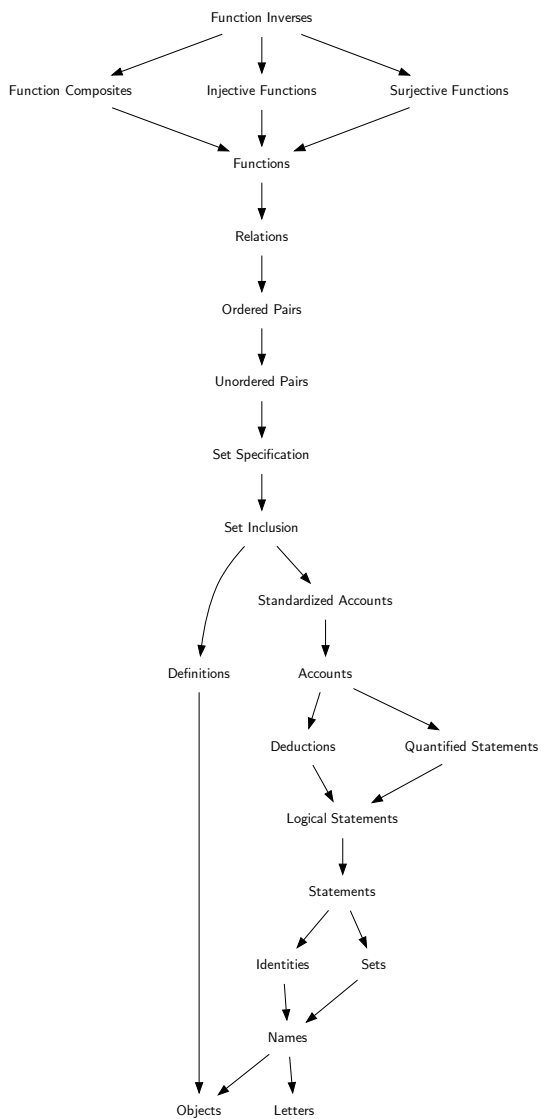 Function Inverses
Function Composites
Injective Functions
Surjective Functions
Functions
Relations
Ordered Pairs
Unordered Pairs
Set Specification
Set Inclusion
Standardized Accounts
Definitions
Accounts
Deductions
Quantified Statements
Logical Statements
Statements
Identities
Sets
Names
Objects
Letters